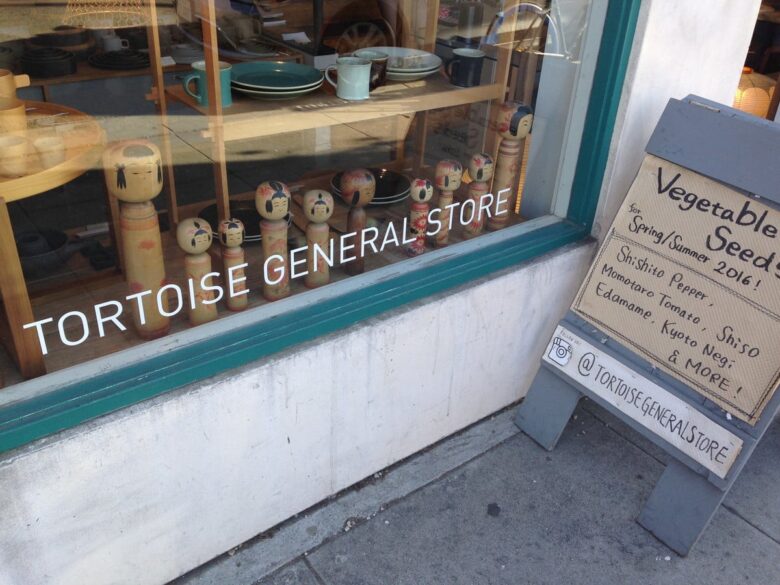 TORTOISE GENERAL STORE
Vegetable
Seeds
for
Spring/Summer
2016!
Shishito Pepper,
Momotaro Tomato, Shiso
Edamame, Kyoto Negi
& MORE!
@TORTOISEGENERALSTORE